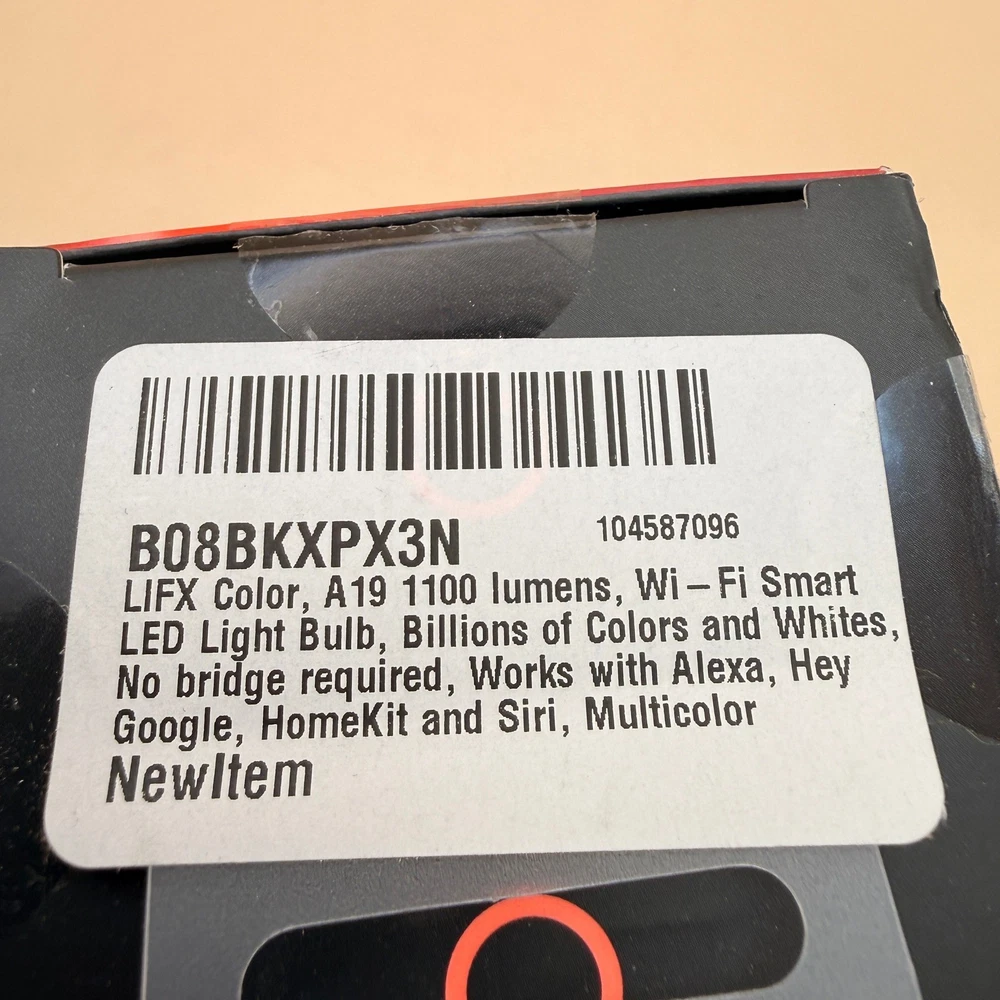 B08BKXPX3N 104587096
LIFX Color, A19 1100 lumens, Wi-Fi Smart
LED Light Bulb, Billions of Colors and Whites,
No bridge required, Works with Alexa, Hey
Google, HomeKit and Siri, Multicolor
NewItem